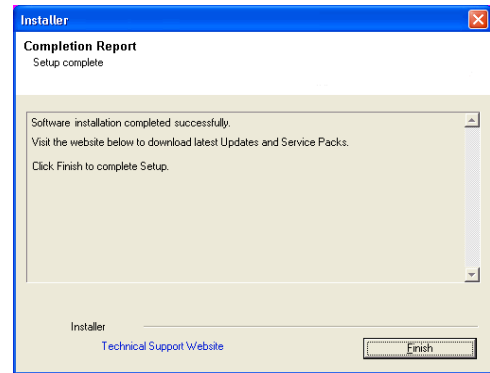 Installer
Completion Report
Setup complete
Software installation completed successfully.
Visit the website below to download latest Updates and Service Packs.
Click Finish to complete Setup.
Installer
Technical Support Website
Finish